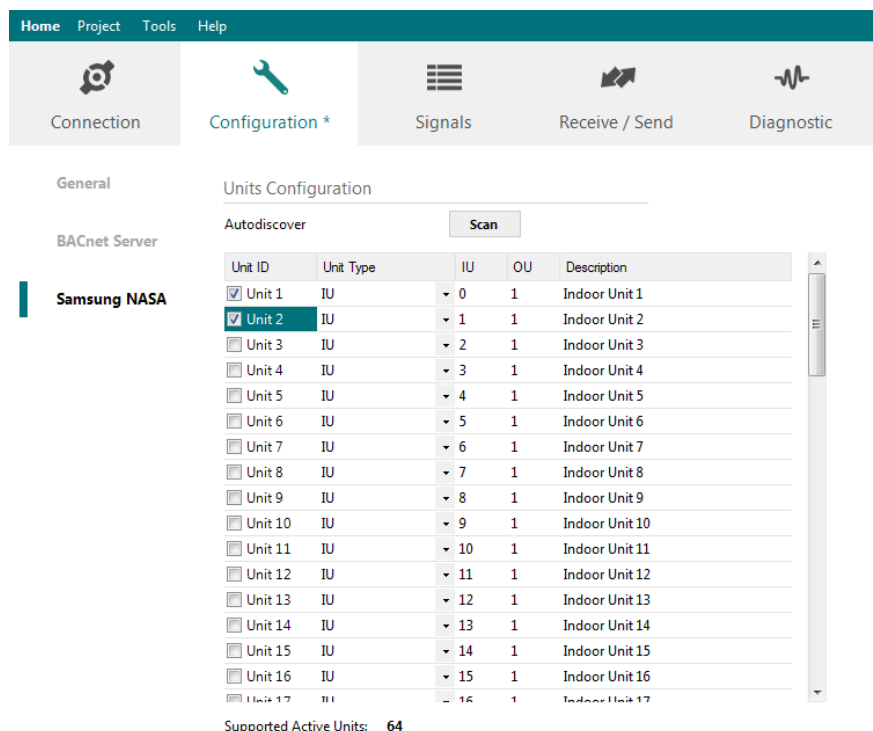 Home Project Tools Help
Connection Configuration * Signals Receive / Send Diagnostic
General
BACnet Server
Samsung NASA
Units Configuration
Autodiscover Scan
Unit ID Unit Type IU OU Description
Unit 1 IU 0 1 Indoor Unit 1
Unit 2 IU 1 1 Indoor Unit 2
Unit 3 IU 2 1 Indoor Unit 3
Unit 4 IU 3 1 Indoor Unit 4
Unit 5 IU 4 1 Indoor Unit 5
Unit 6 IU 5 1 Indoor Unit 6
Unit 7 IU 6 1 Indoor Unit 7
Unit 8 IU 7 1 Indoor Unit 8
Unit 9 IU 8 1 Indoor Unit 9
Unit 10 IU 9 1 Indoor Unit 10
Unit 11 IU 10 1 Indoor Unit 11
Unit 12 IU 11 1 Indoor Unit 12
Unit 13 IU 12 1 Indoor Unit 13
Unit 14 IU 13 1 Indoor Unit 14
Unit 15 IU 14 1 Indoor Unit 15
Unit 16 IU 15 1 Indoor Unit 16
Unit 17 IU 16 1 Indoor Unit 17
Supported Active Units: 64